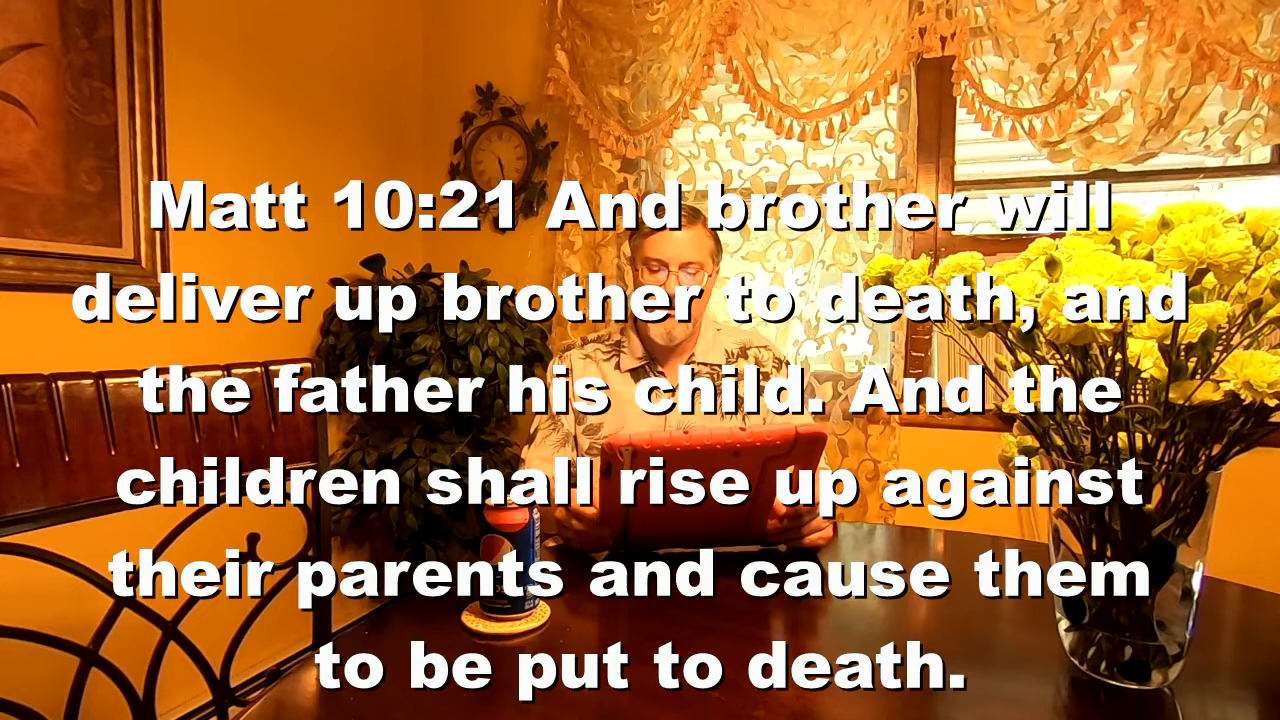 Matt 10:21 And brother will
deliver up brother to death, and
the father his child. And the
children shall rise up against
their parents and cause them
to be put to death.